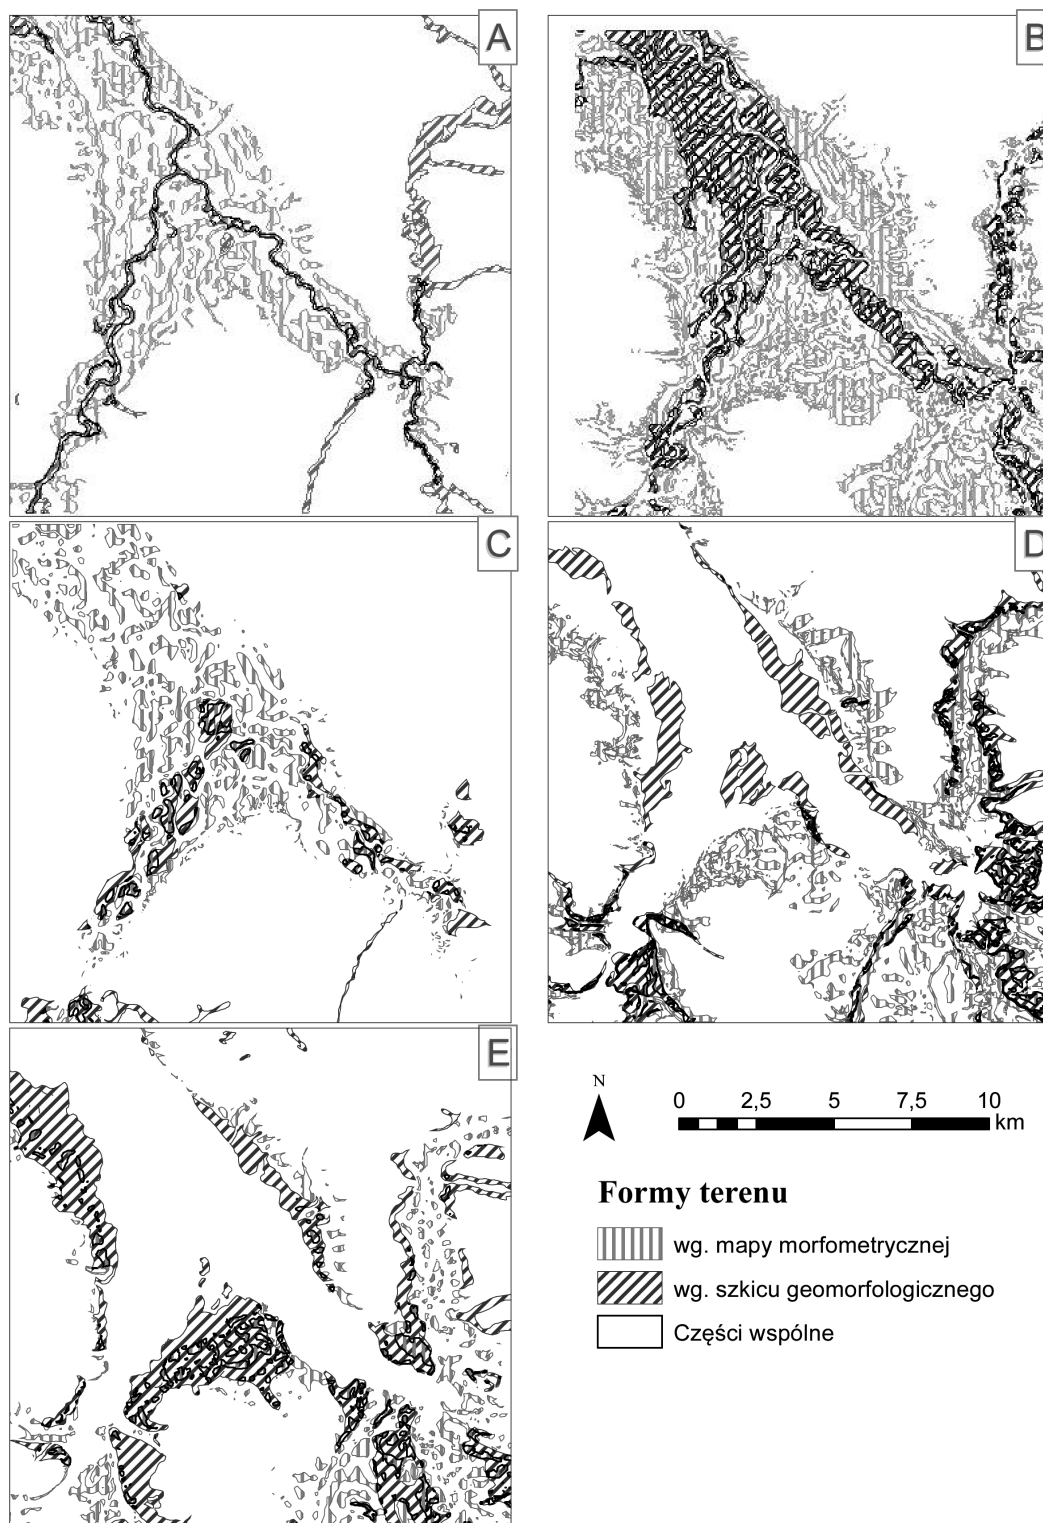 A
B
C
D
E
N
0 2,5 5 7,5 10
km
Formy terenu
wg. mapy morfometrycznej
wg. szkicu geomorfologicznego
Części wspólne